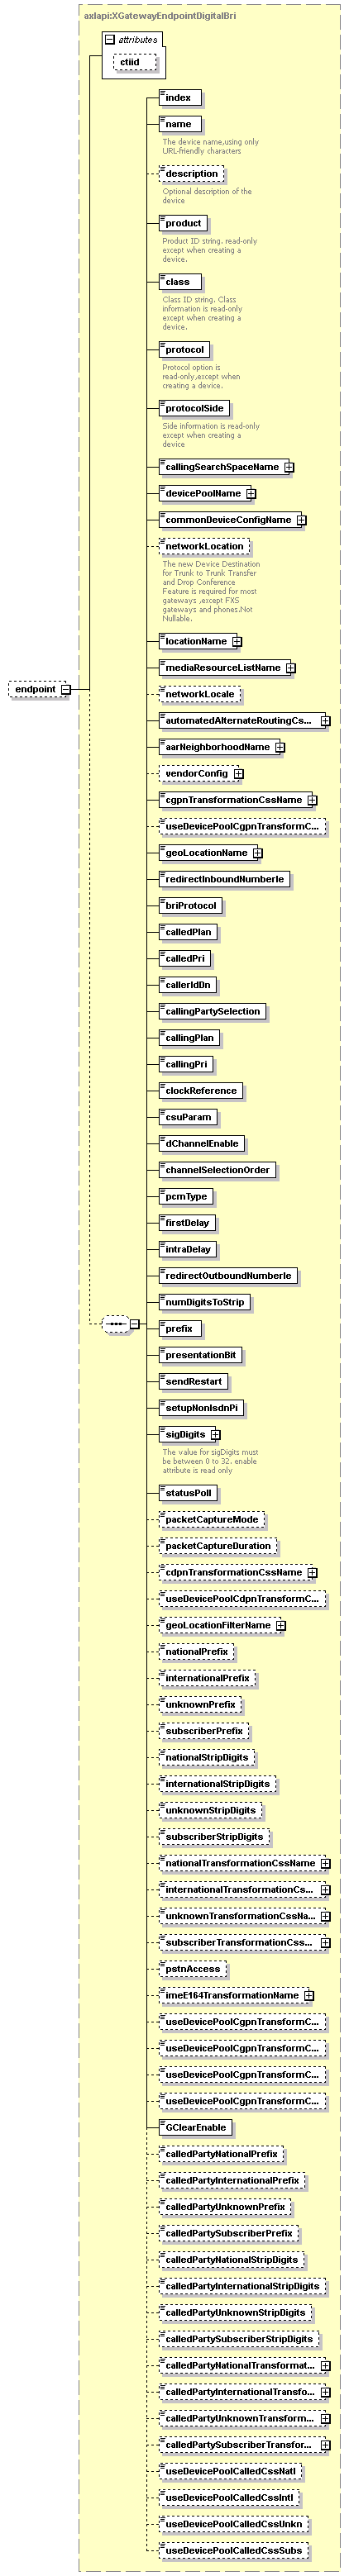 axlapi:XGatewayEndpointDigitalBri
attributes
ctiid
index
name
The device name,using only
URL-friendly characters
description
Optional description of the
device
product
Product ID string. read-only
except when creating a
device.
class
Class ID string. Class
information is read-only
except when creating a
device.
protocol
Protocol option is
read-only,except when
creating a device.
protocolSide
Side information is read-only
except when creating a
device
callingSearchSpaceName
devicePoolName
commonDeviceConfigName
networkLocation
The new Device Destination
for Trunk to Trunk Transfer
and Drop Conference
Feature is required for most
gateways ,except FXS
gateways and phones.Not
Nullable.
locationName
mediaResourceListName
endpoint
networkLocale
automatedAlternateRoutingCs...
aarNeighborhoodName
vendorConfig
cgpnTransformationCssName
useDevicePoolCgpnTransformC...
geoLocationName
redirectInboundNumberIe
briProtocol
calledPlan
calledPri
callerIdDn
callingPartySelection
callingPlan
callingPri
clockReference
csuParam
dChannelEnable
channelSelectionOrder
pcmType
firstDelay
intraDelay
redirectOutboundNumberIe
numDigitsToStrip
prefix
presentationBit
sendRestart
setupNonIsdnPi
sigDigits
The value for sigDigits must
be between 0 to 32. enable
attribute is read only
statusPoll
packetCaptureMode
packetCaptureDuration
cdpnTransformationCssName
useDevicePoolCdpnTransformC...
geoLocationFilterName
nationalPrefix
internationalPrefix
unknownPrefix
subscriberPrefix
nationalStripDigits
internationalStripDigits
unknownStripDigits
subscriberStripDigits
nationalTransformationCssName
internationalTransformationCs...
unknownTransformationCssNa...
subscriberTransformationCss...
pstnAccess
imeE164TransformationName
useDevicePoolCgpnTransformC...
useDevicePoolCgpnTransformC...
useDevicePoolCgpnTransformC...
useDevicePoolCgpnTransformC...
GClearEnable
calledPartyNationalPrefix
calledPartyInternationalPrefix
calledPartyUnknownPrefix
calledPartySubscriberPrefix
calledPartyNationalStripDigits
calledPartyInternationalStripDigits
calledPartyUnknownStripDigits
calledPartySubscriberStripDigits
calledPartyNationalTransformat...
calledPartyInternationalTransfo...
calledPartyUnknownTransform...
calledPartySubscriberTransfor...
useDevicePoolCalledCssNatl
useDevicePoolCalledCssIntl
useDevicePoolCalledCssUnkn
useDevicePoolCalledCssSubs